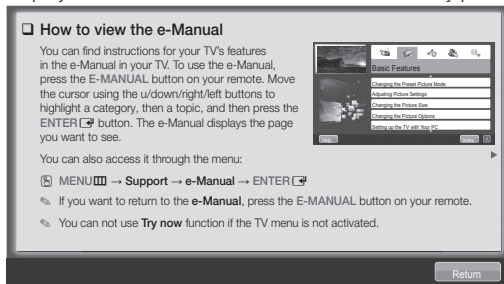 ❑ How to view the e-Manual
You can find instructions for your TV's features
in the e-Manual in your TV. To use the e-Manual,
press the E-MANUAL button on your remote. Move
the cursor using the u/down/right/left buttons to
highlight a category, then a topic, and then press the
ENTER button. The e-Manual displays the page
you want to see.
Basic Features
Changing the Preset Picture Mode
Adjusting Picture Settings
Changing the Picture Size
Changing the Picture Options
Setting up the TV with Your PC
Help
Index
You can also access it through the menu:
MENU → Support → e-Manual → ENTER
If you want to return to the e-Manual, press the E-MANUAL button on your remote.
You can not use Try now function if the TV menu is not activated.
Return